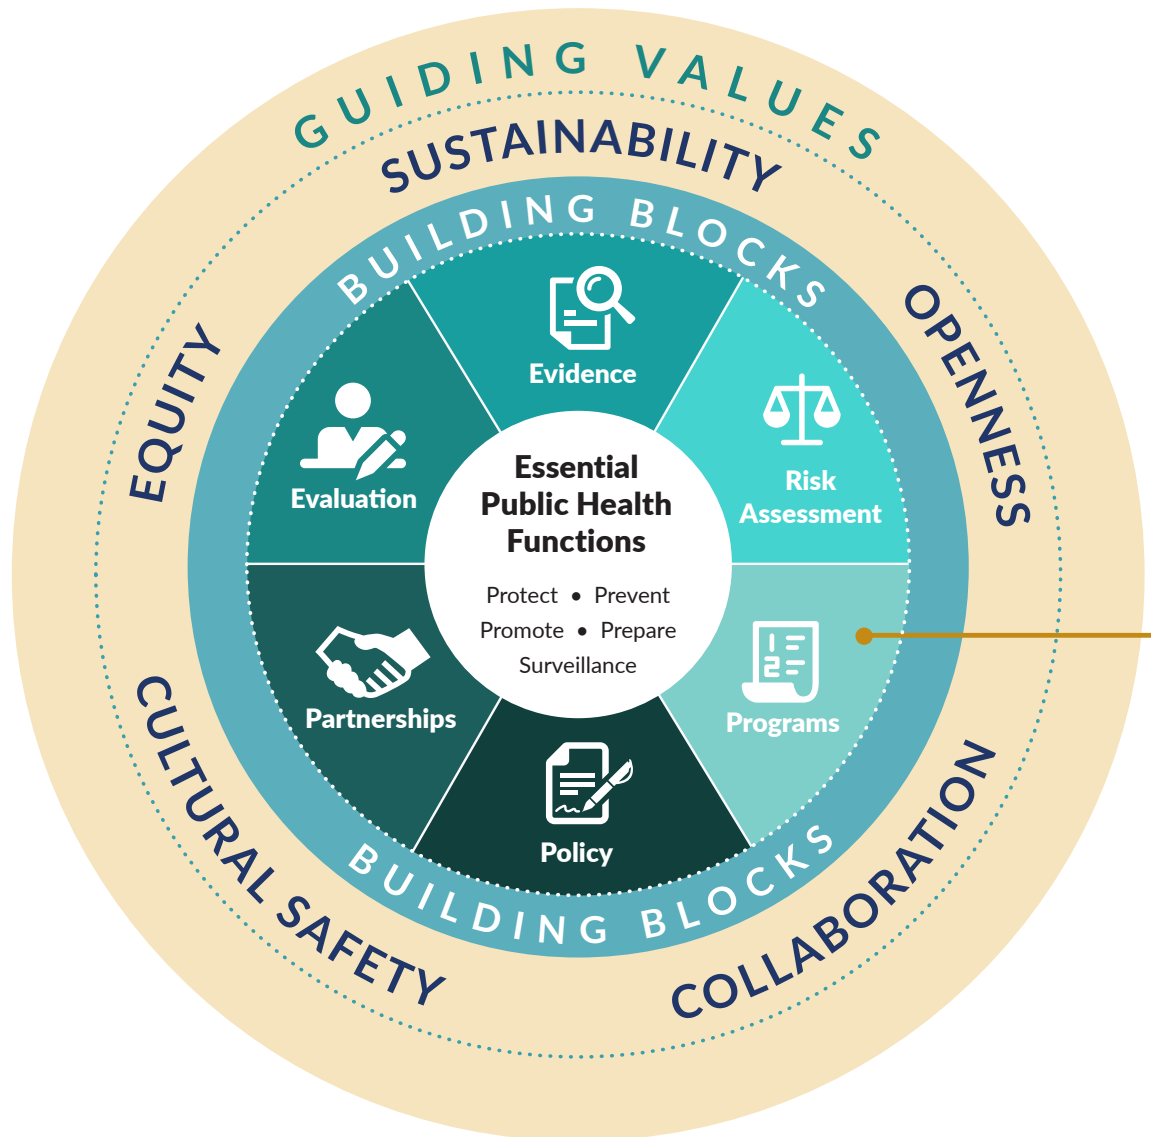 GUIDING VALUES
SUSTAINABILITY
OPENNESS
COLLABORATION
CULTURAL SAFETY
EQUITY
BUILDING BLOCKS
Evidence
Risk
Assessment
Programs
Policy
Partnerships
Evaluation
Essential
Public Health
Functions
Protect • Prevent
Promote • Prepare
Surveillance
BUILDING BLOCKS